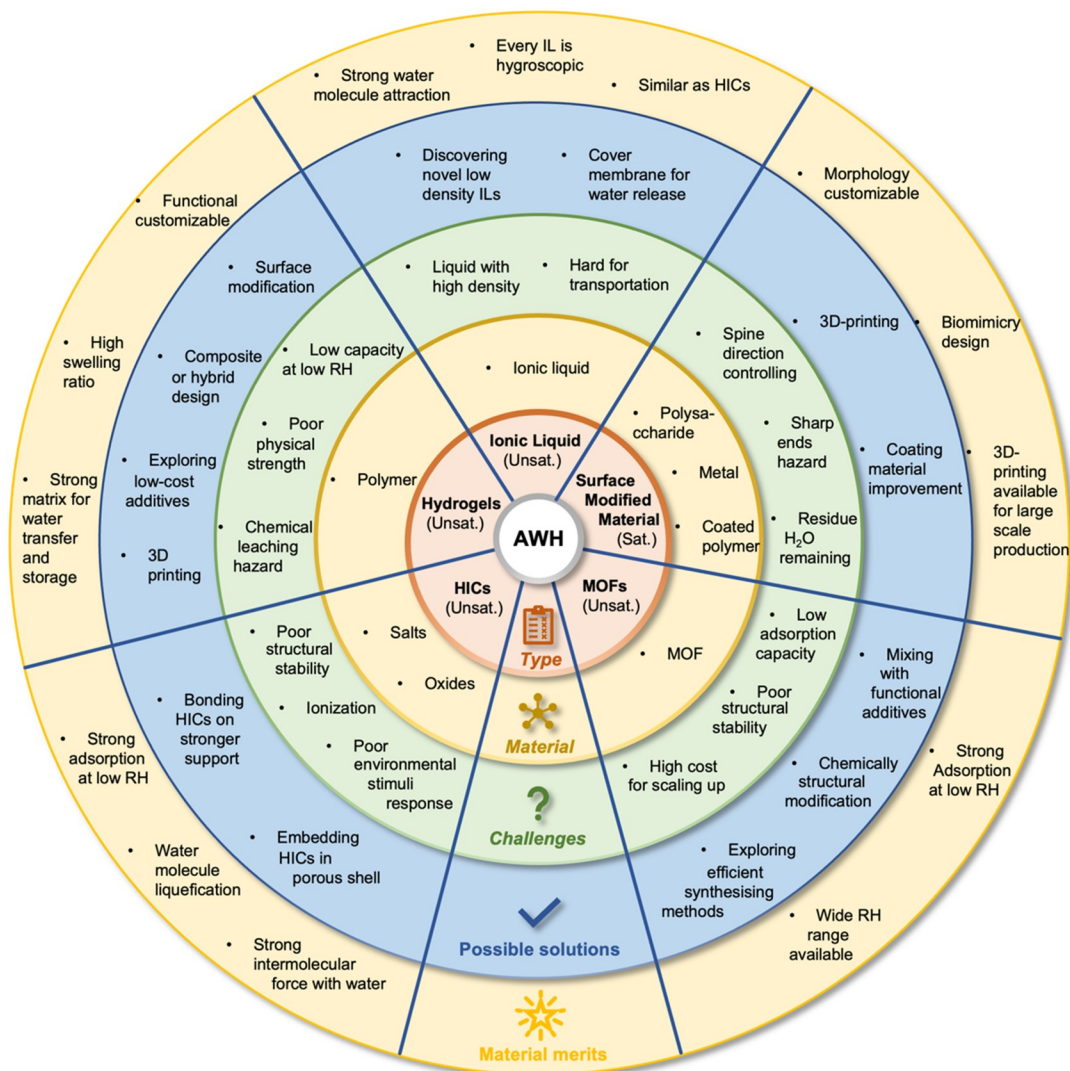 • Every IL is
hygroscopic
• Strong water
molecule attraction
• Similar as HICs
• Discovering
novel low
density ILs
• Cover
membrane for
water release
• Liquid with
high density
• Hard for
transportation
• Ionic liquid
Ionic Liquid
(Unsat.)
• Morphology
customizable
• Biomimicry
design
• 3D-
printing
available
for large
scale
production
• 3D-printing
• Coating
material
improvement
• Spine
direction
controlling
• Sharp
ends
hazard
• Residue
H₂O
remaining
• Polysa-
ccharide
• Metal
• Coated
polymer
Surface
Modified
Material
(Sat.)
AWH
• Functional
customizable
• High
swelling
ratio
• Strong
matrix for
water
transfer
and
storage
• Surface
modification
• Composite
or hybrid
design
• Exploring
low-cost
additives
• 3D
printing
• Low capacity
at low RH
• Poor
physical
strength
• Chemical
leaching
hazard
• Polymer
Hydrogels
(Unsat.)
HICs
(Unsat.)
• Salts
• Oxides
• Poor
structural
stability
• Ionization
• Poor
environmental
stimuli
response
• Bonding
HICs on
stronger
support
• Embedding
HICs in
porous shell
• Strong
adsorption
at low RH
• Water
molecule
liquefication
• Strong
intermolecular
force with water
MOFs
(Unsat.)
• MOF
• Low
adsorption
capacity
• Poor
structural
stability
• High cost
for scaling up
• Mixing
with
functional
additives
• Chemically
structural
modification
• Exploring
efficient
synthesising
methods
• Strong
Adsorption
at low RH
• Wide RH
range
available
Type
Material
?
Challenges
Possible solutions
Material merits